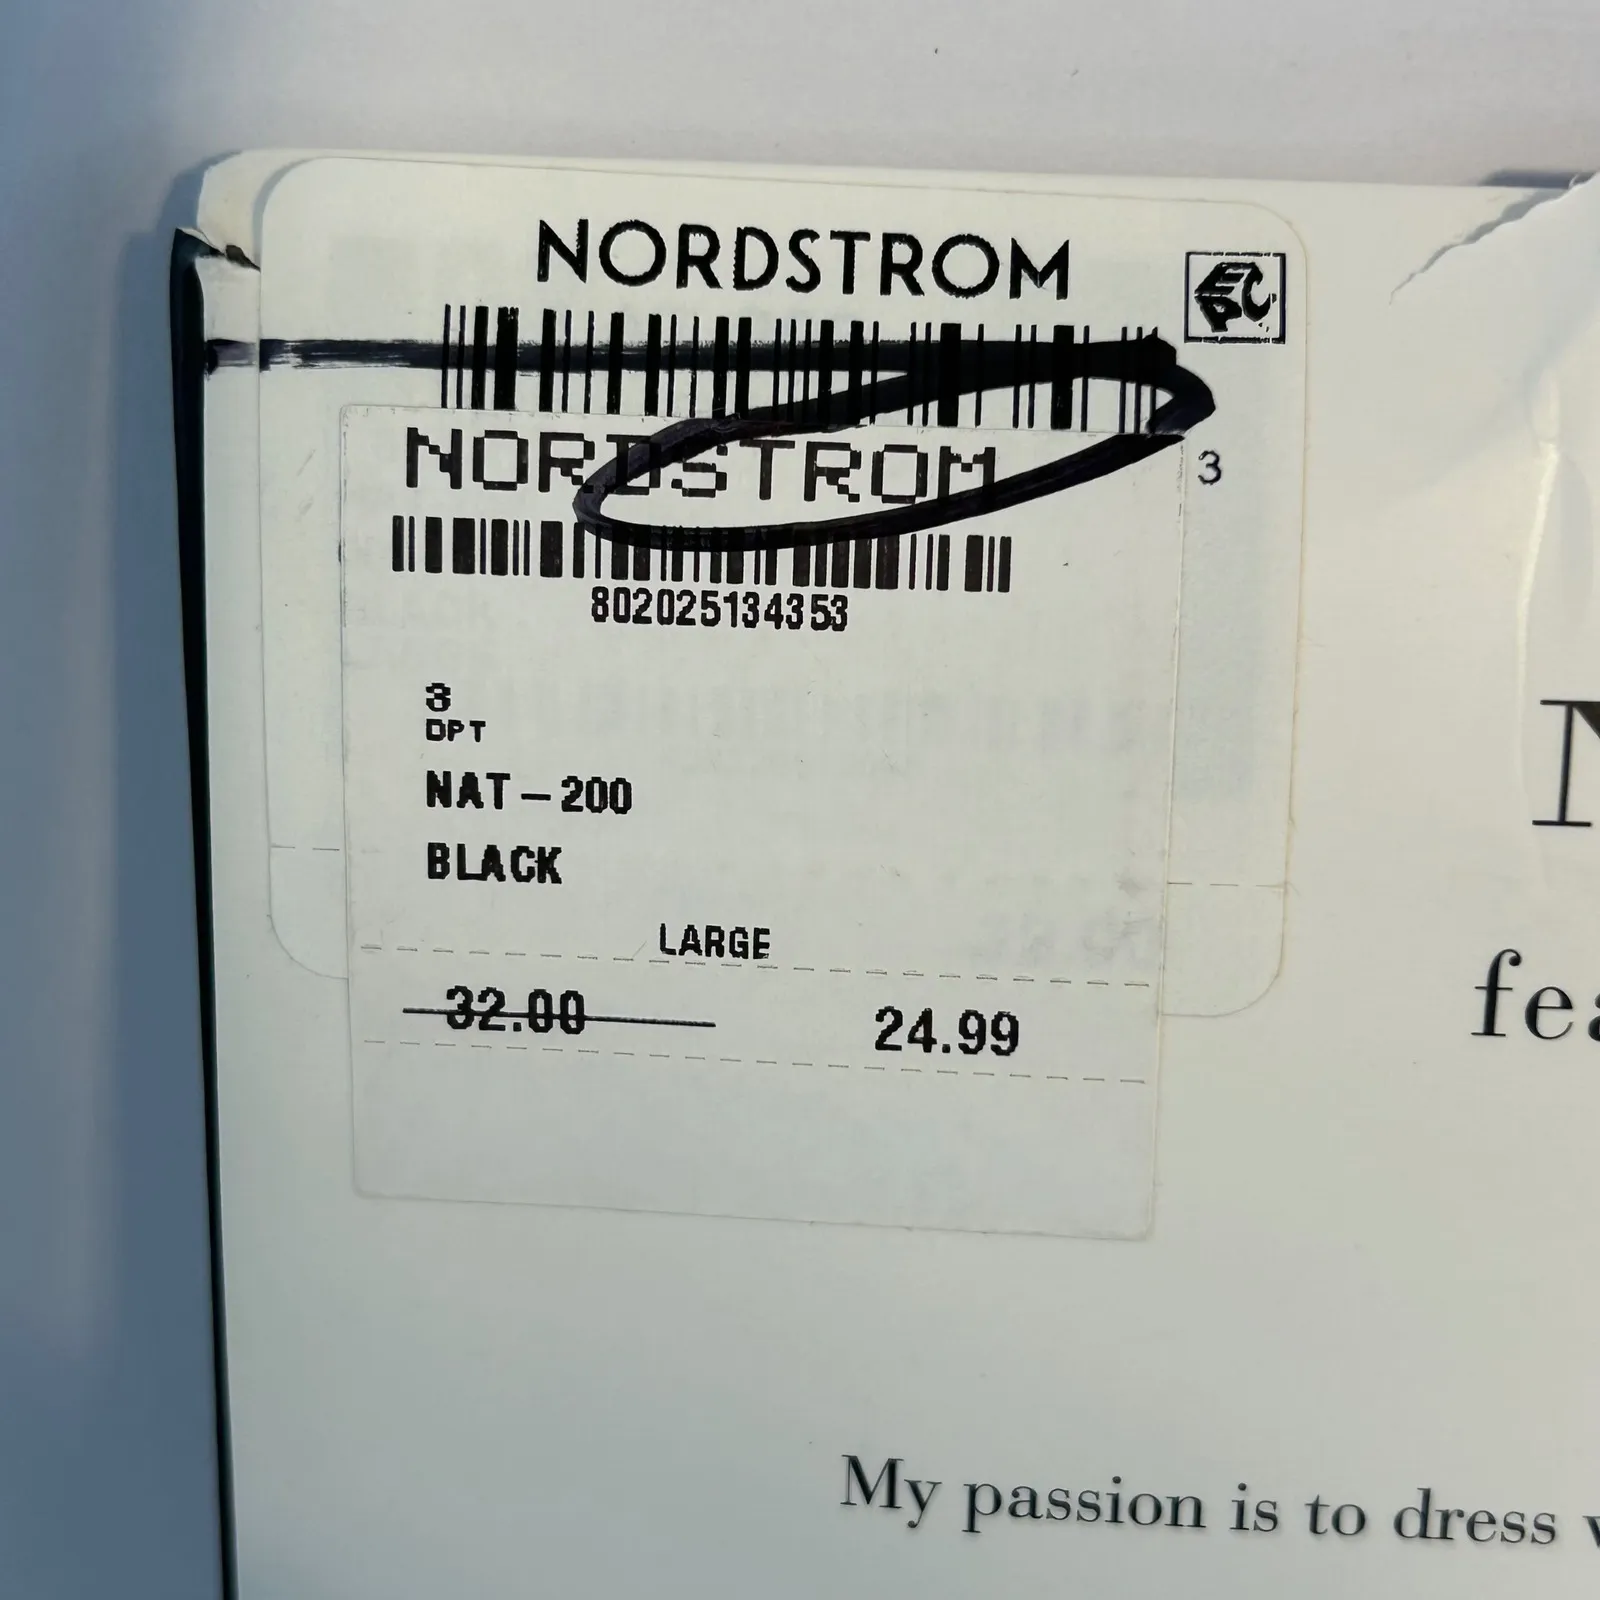 NORDSTROM
EPC
3
NORDSTROM
802025134353
3
DPT
NAT-200
BLACK
LARGE
32.00 24.99
fea
My passion is to dress